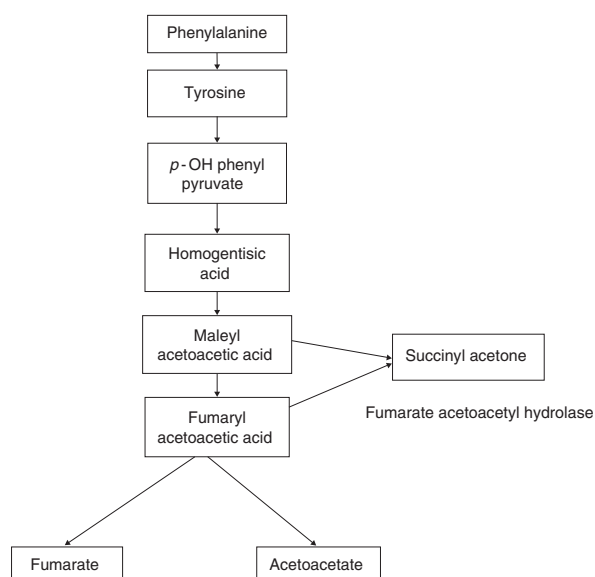 Phenylalanine
Tyrosine
p-OH phenyl
pyruvate
Homogentisic
acid
Maleyl
acetoacetic acid
Succinyl acetone
Fumaryl
acetoacetic acid
Fumarate acetoacetyl hydrolase
Fumarate
Acetoacetate